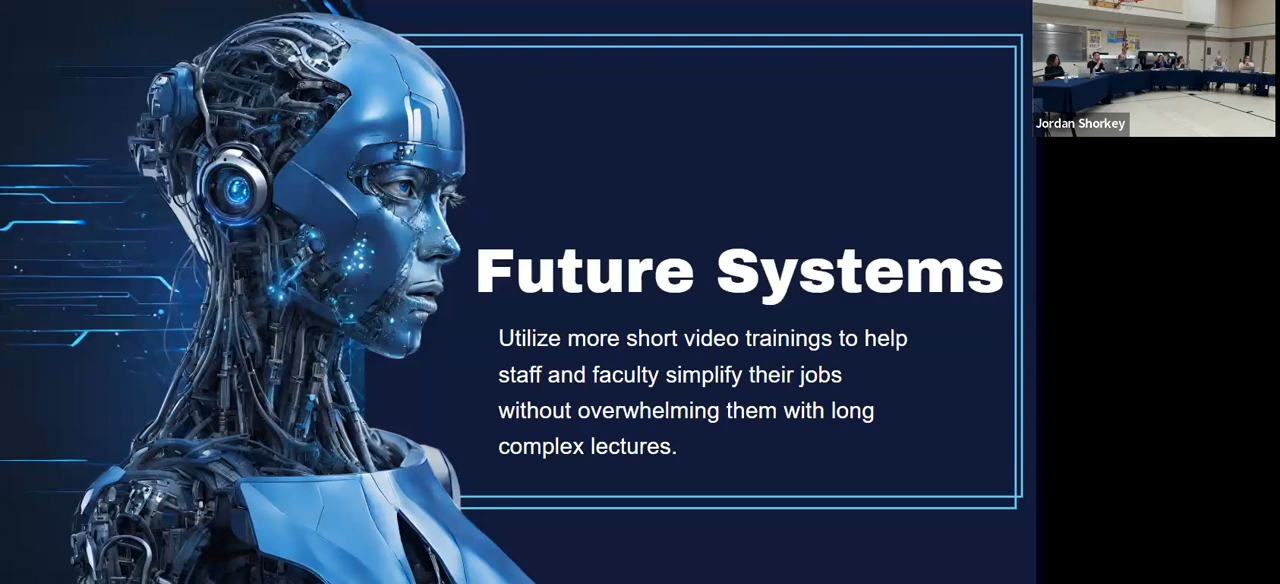 Future Systems
Utilize more short video trainings to help
staff and faculty simplify their jobs
without overwhelming them with long
complex lectures.
Jordan Shorkey